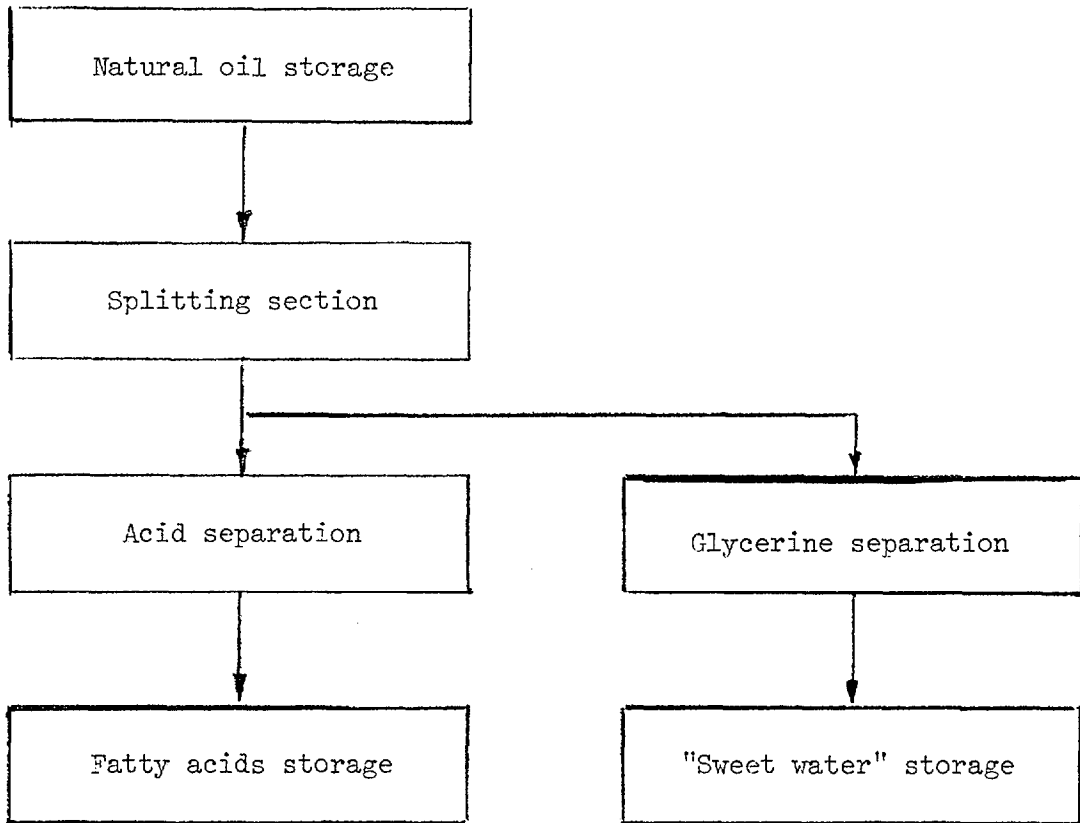 Natural oil storage
Splitting section
Acid separation
Glycerine separation
Fatty acids storage
"Sweet water" storage